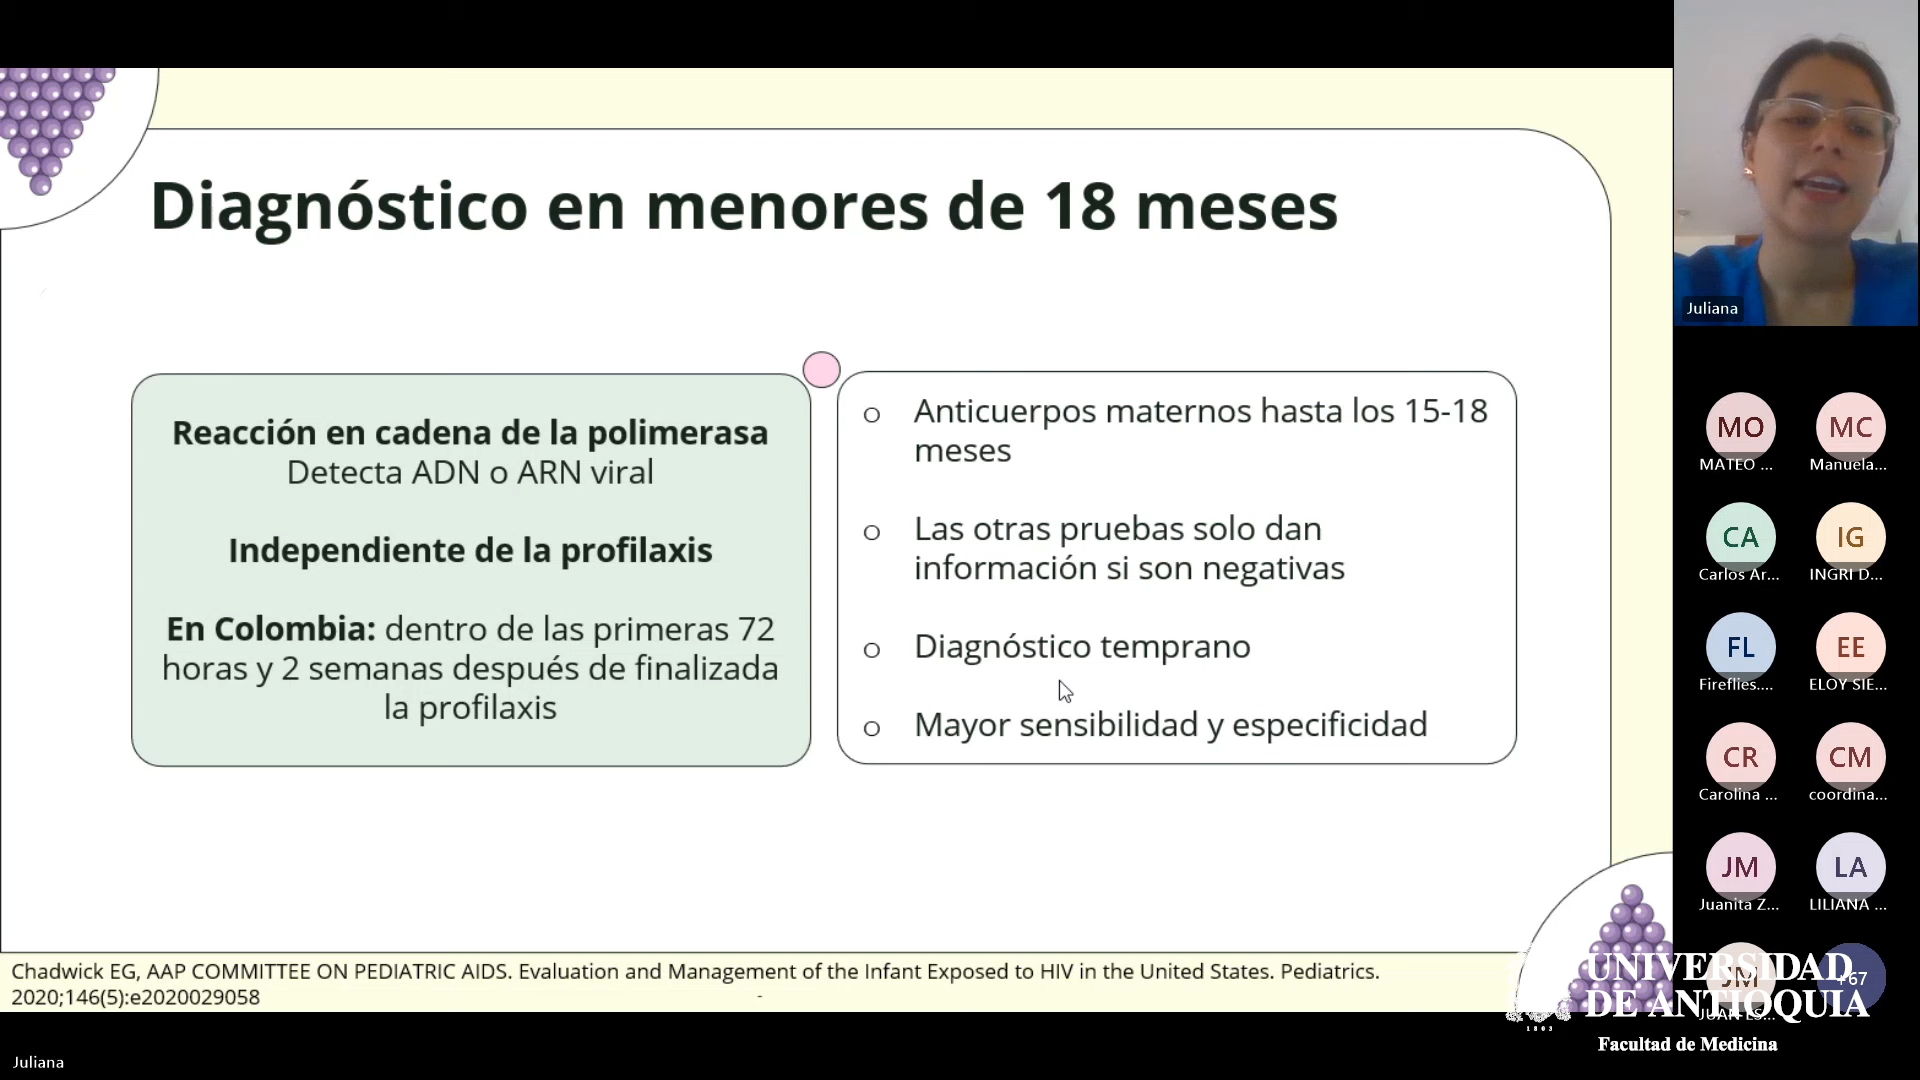 Diagnóstico en menores de 18 meses
Reacción en cadena de la polimerasa
Detecta ADN o ARN viral
Independiente de la profilaxis
En Colombia: dentro de las primeras 72
horas y 2 semanas después de finalizada
la profilaxis
o Anticuerpos maternos hasta los 15-18
meses
o Las otras pruebas solo dan
información si son negativas
o Diagnóstico temprano
o Mayor sensibilidad y especificidad
Chadwick EG, AAP COMMITTEE ON PEDIATRIC AIDS. Evaluation and Management of the Infant Exposed to HIV in the United States. Pediatrics.
2020;146(5):e2020029058
-
Juliana
Juliana
MO
MATEO ...
MC
Manuela...
CA
Carlos Ar...
IG
INGRI D...
FL
Fireflies....
EE
ELOY SIE...
CR
Carolina ...
CM
coordina...
JM
Juanita Z...
LA
LILIANA ...
JM
JUAN ES...
+67
UNIVERSIDAD
DE ANTIOQUIA
1803
Facultad de Medicina